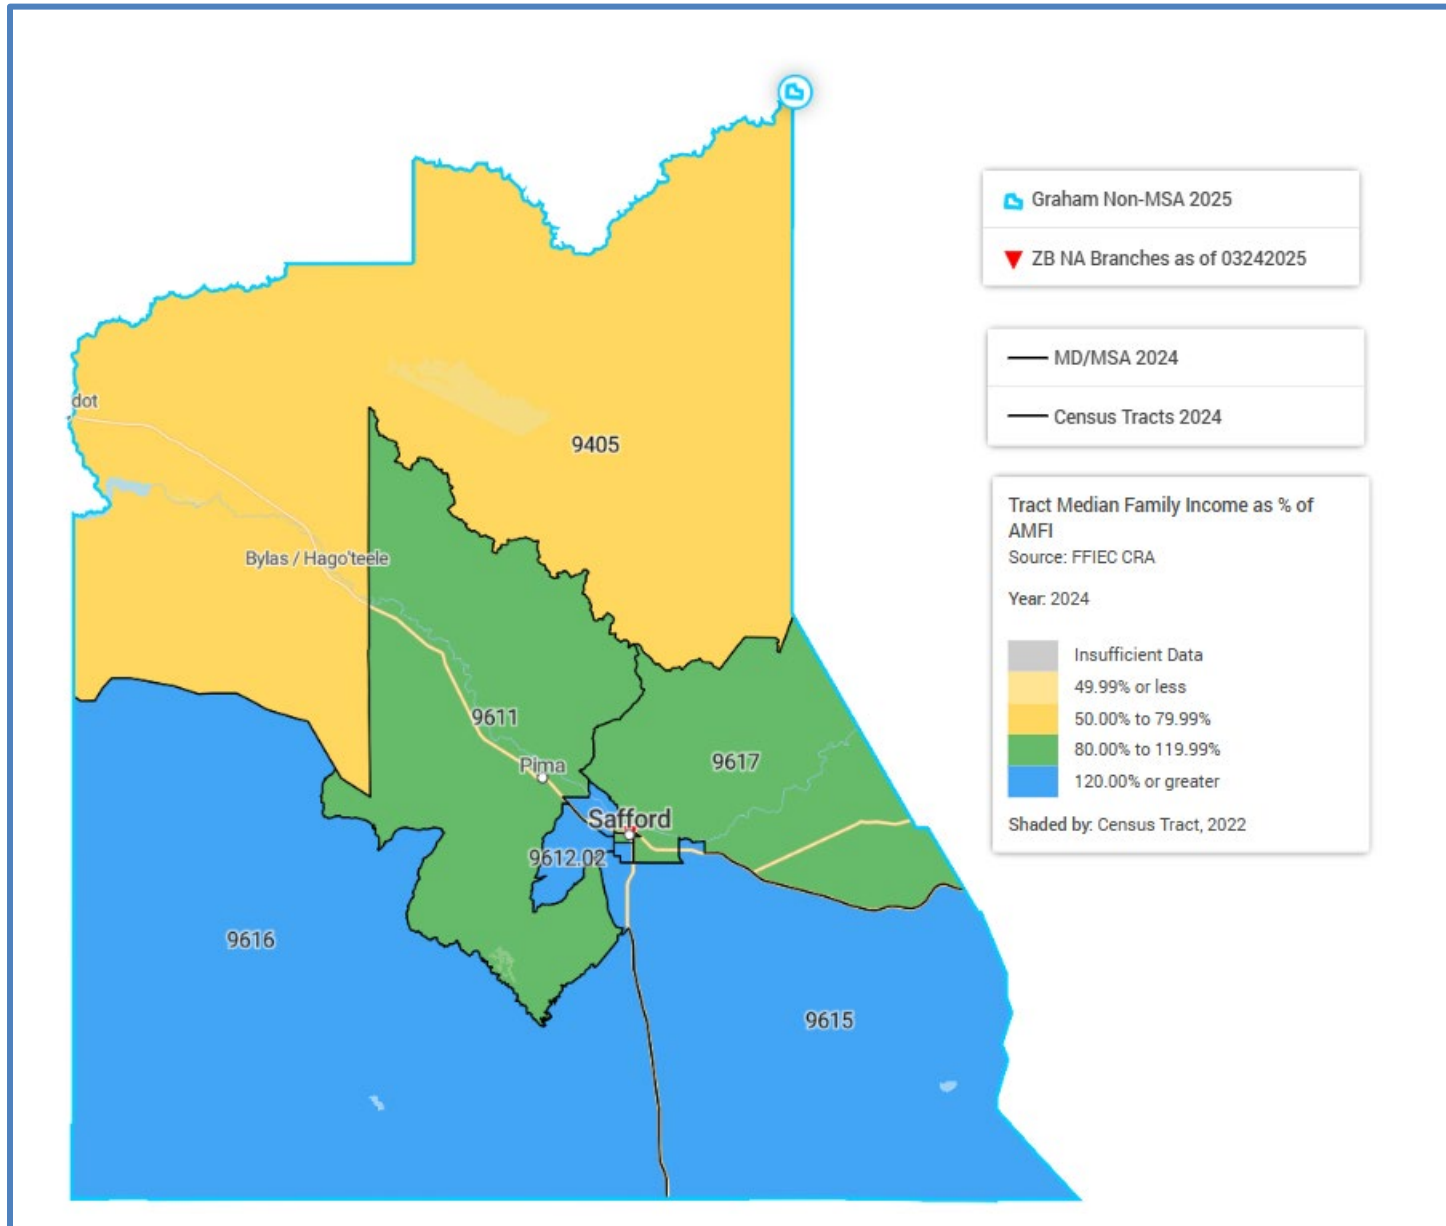 Graham Non-MSA 2025
ZB NA Branches as of 03242025
MD/MSA 2024
Census Tracts 2024
Tract Median Family Income as % of
AMFI
Source: FFIEC CRA
Year: 2024
Insufficient Data
49.99% or less
50.00% to 79.99%
80.00% to 119.99%
120.00% or greater
Shaded by: Census Tract, 2022
dot
9405
Bylas / Hago'teele
9611
Pima
9617
Safford
9612.02
9616
9615